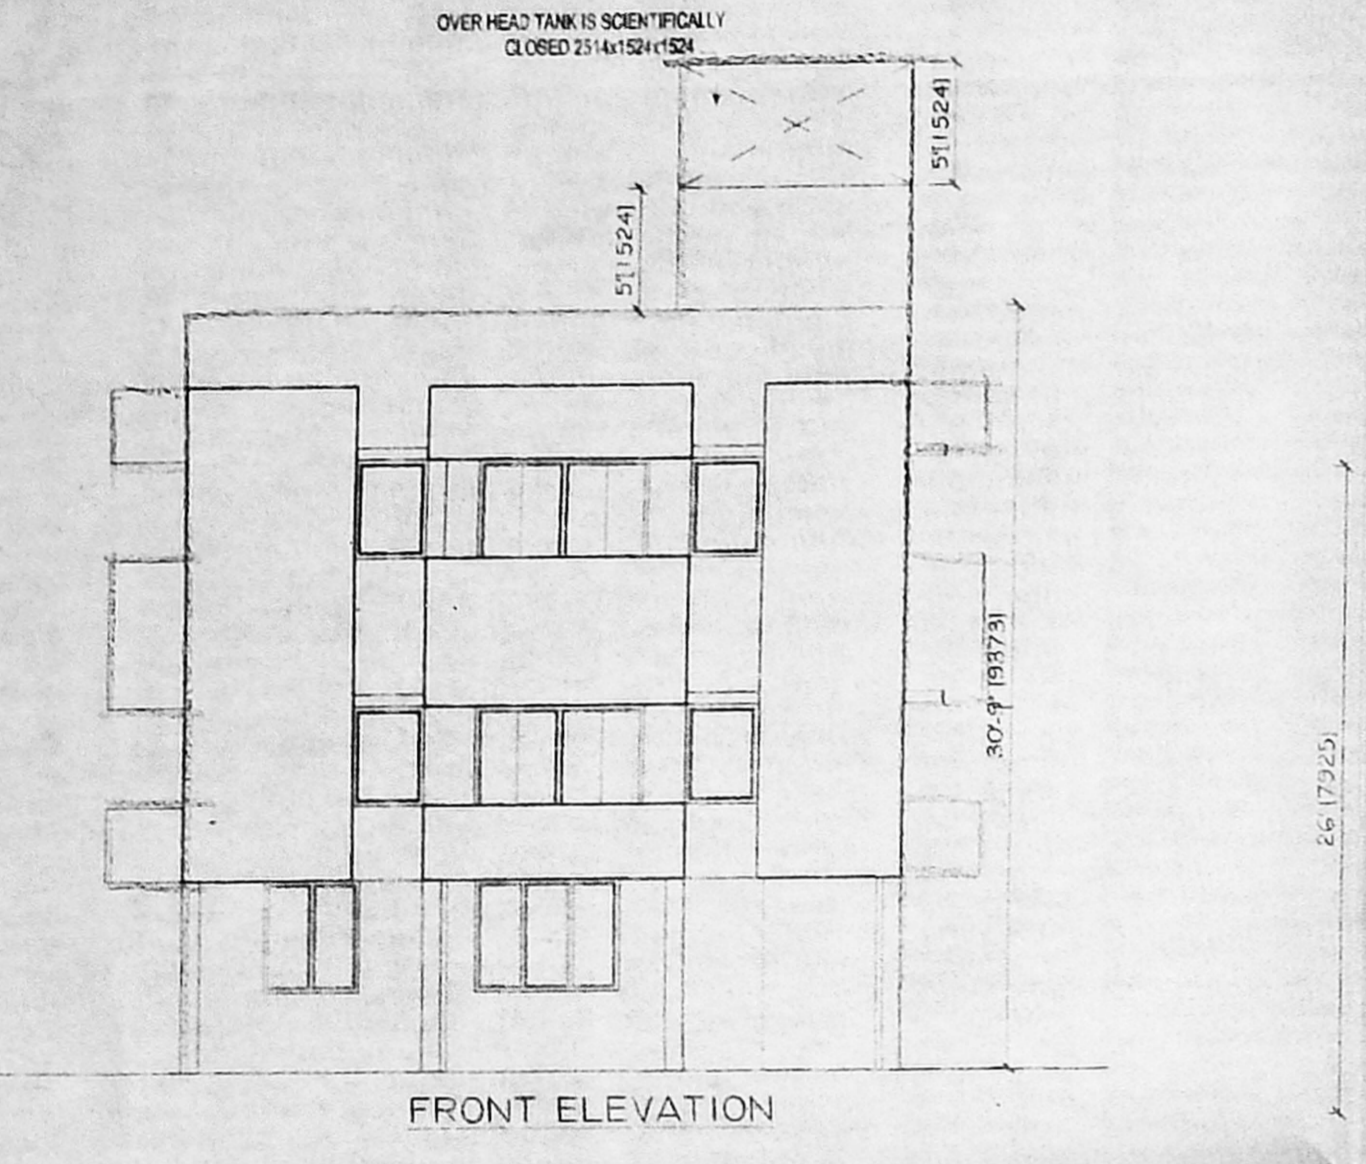 OVER HEAD TANK IS SCIENTIFICALLY
CLOSED 2514x1524x1524
5'[1524]
5'[1524]
30'-9" [9373]
26' [7925]
FRONT ELEVATION